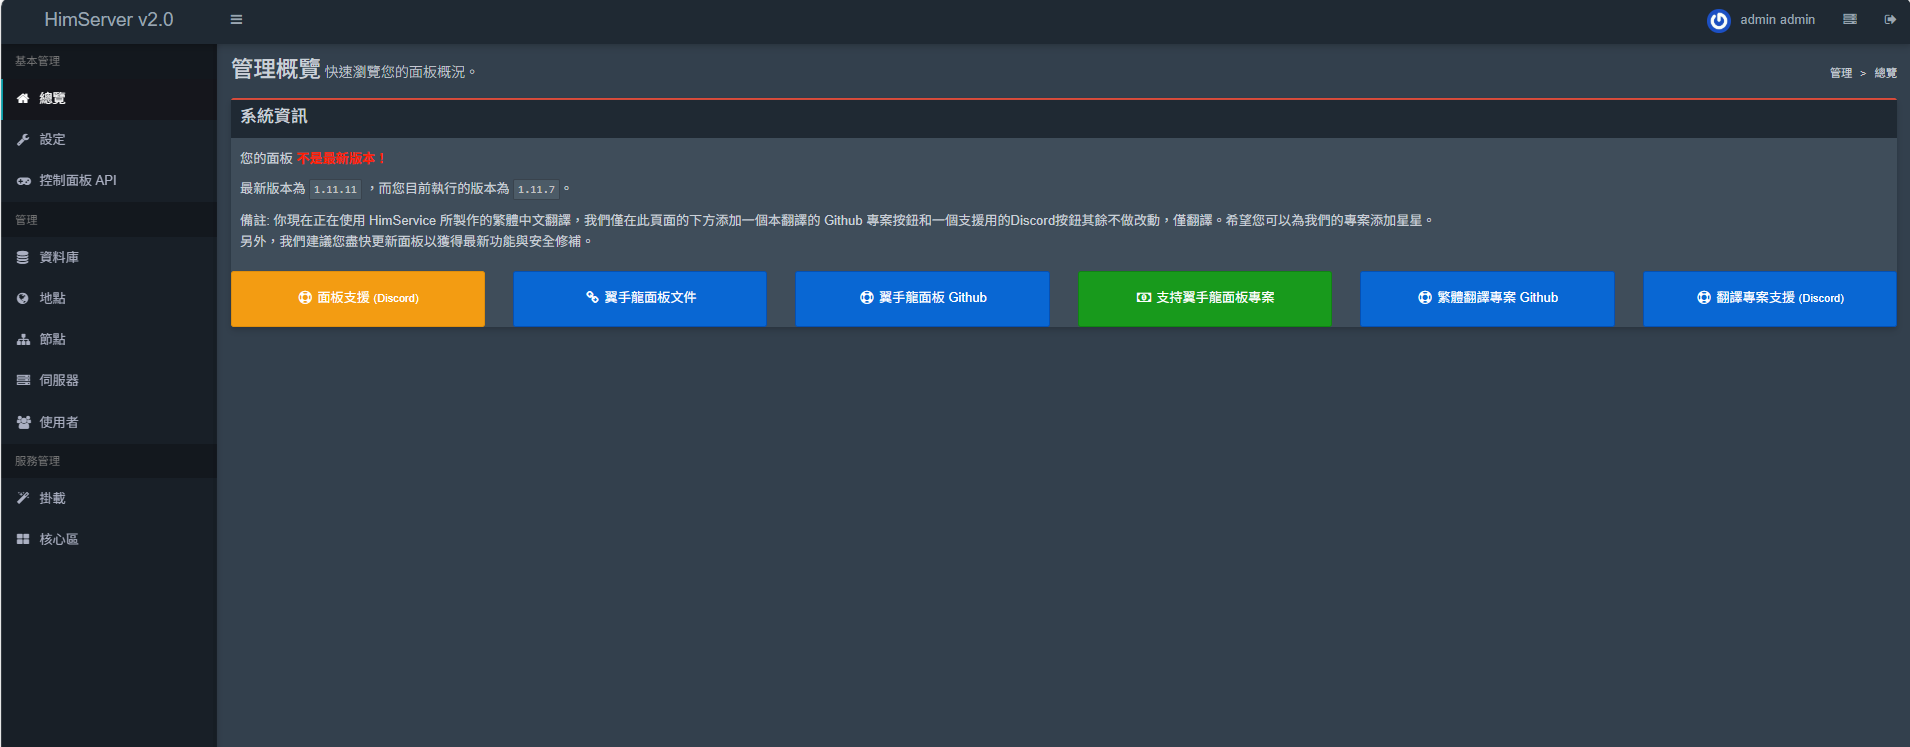 HimServer v2.0
admin admin
基本管理
總覽
設定
控制面板 API
管理
資料庫
地點
節點
伺服器
使用者
服務管理
掛載
核心區
管理概覽 快速瀏覽您的面板概況。
管理 > 總覽
系統資訊
您的面板 不是最新版本！
最新版本為 1.11.11 ，而您目前執行的版本為 1.11.7 。
備註: 你現在正在使用 HimService 所製作的繁體中文翻譯，我們僅在此頁面的下方添加一個本翻譯的 Github 專案按鈕和一個支援用的Discord按鈕其餘不做改動，僅翻譯。希望您可以為我們的專案添加星星。
另外，我們建議您盡快更新面板以獲得最新功能與安全修補。
面板支援 (Discord)
翼手龍面板文件
翼手龍面板 Github
支持翼手龍面板專案
繁體翻譯專案 Github
翻譯專案支援 (Discord)